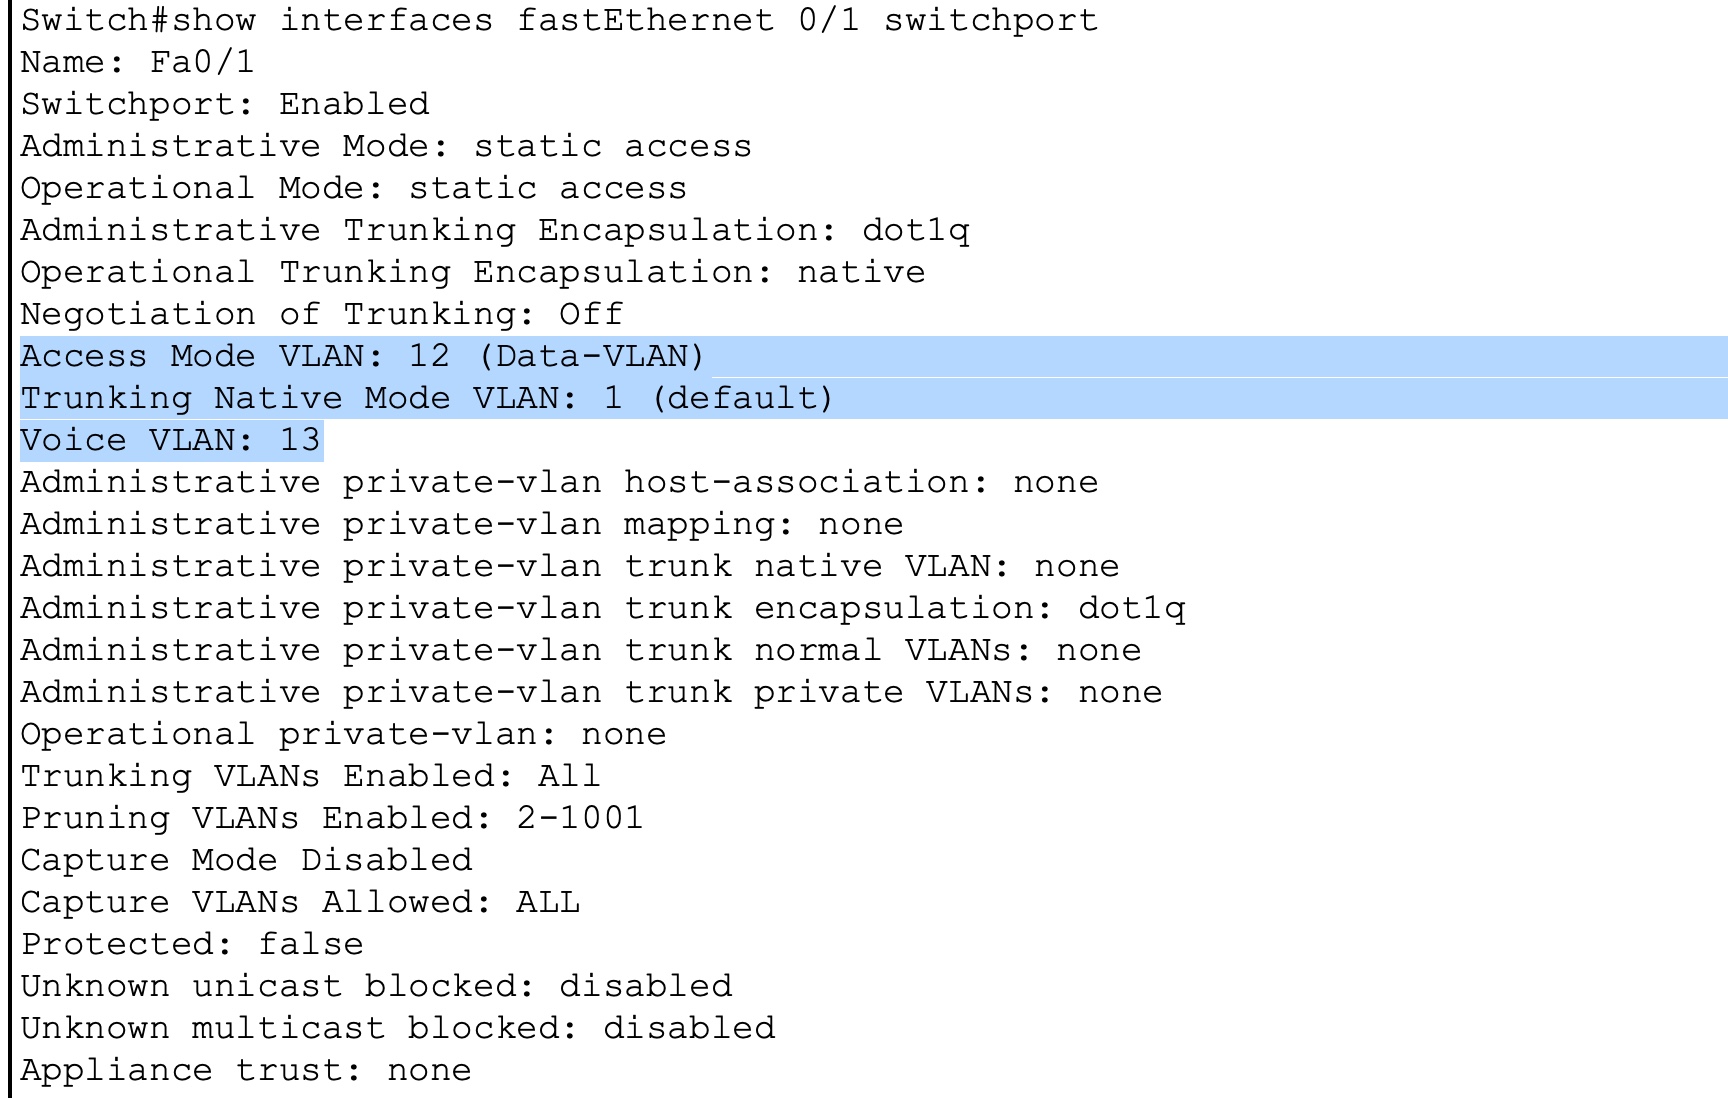 Switch#show interfaces fastEthernet 0/1 switchport
Name: Fa0/1
Switchport: Enabled
Administrative Mode: static access
Operational Mode: static access
Administrative Trunking Encapsulation: dot1q
Operational Trunking Encapsulation: native
Negotiation of Trunking: Off
Access Mode VLAN: 12 (Data-VLAN)
Trunking Native Mode VLAN: 1 (default)
Voice VLAN: 13
Administrative private-vlan host-association: none
Administrative private-vlan mapping: none
Administrative private-vlan trunk native VLAN: none
Administrative private-vlan trunk encapsulation: dot1q
Administrative private-vlan trunk normal VLANs: none
Administrative private-vlan trunk private VLANs: none
Operational private-vlan: none
Trunking VLANs Enabled: All
Pruning VLANs Enabled: 2-1001
Capture Mode Disabled
Capture VLANs Allowed: ALL
Protected: false
Unknown unicast blocked: disabled
Unknown multicast blocked: disabled
Appliance trust: none